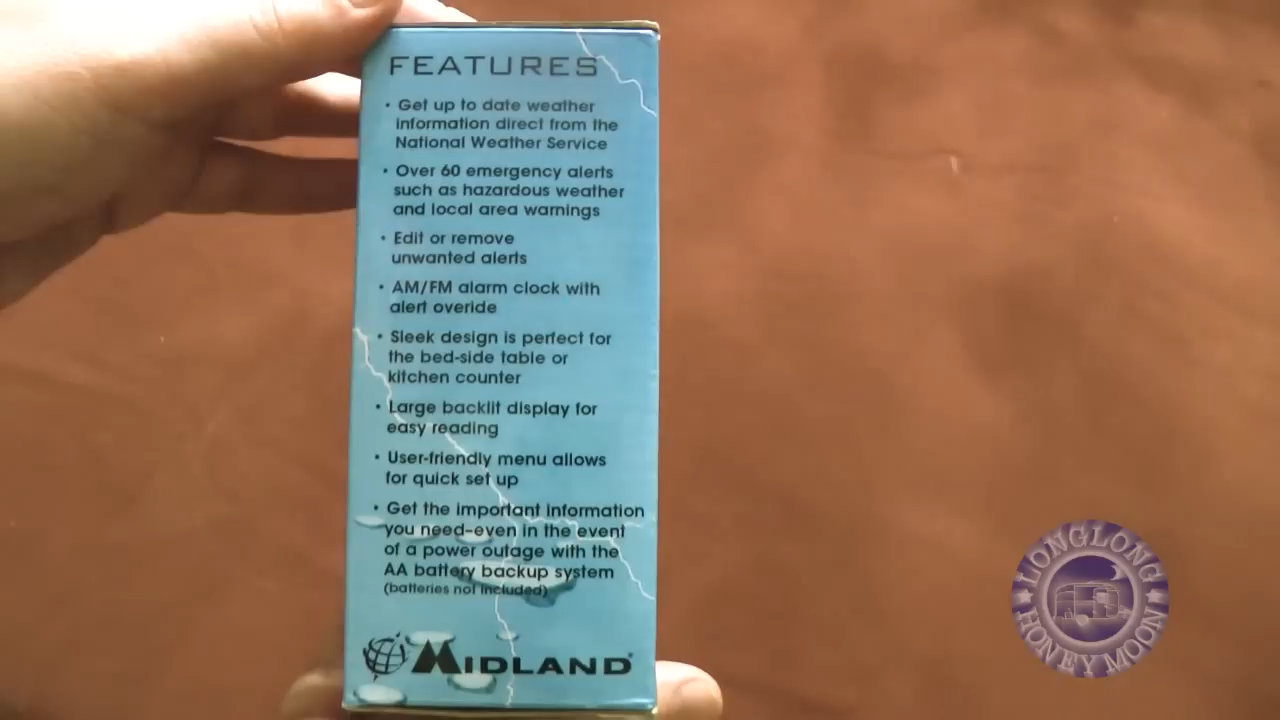 FEATURES
• Get up to date weather
information direct from the
National Weather Service
• Over 60 emergency alerts
such as hazardous weather
and local area warnings
• Edit or remove
unwanted alerts
• AM/FM alarm clock with
alert overide
• Sleek design is perfect for
the bed-side table or
kitchen counter
• Large backlit display for
easy reading
• User-friendly menu allows
for quick set up
• Get the important information
you need–even in the event
of a power outage with the
AA battery backup system
(batteries not included)
MIDLAND
LONG LONG
HONEYMOON